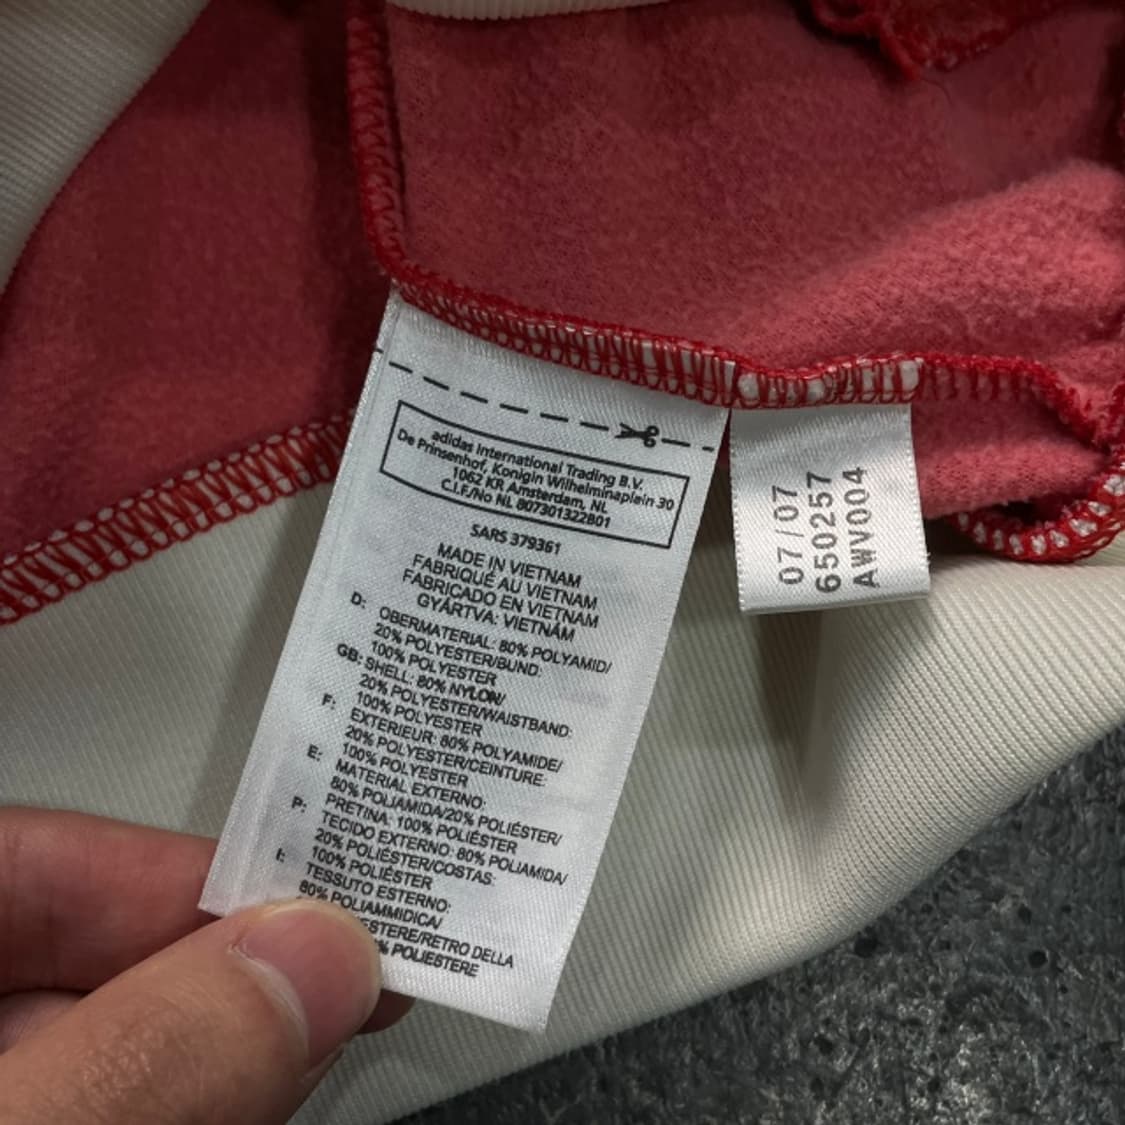 adidas International Trading B.V.
De Prinsenhof, Konigin Wilhelminaplein 30
1062 KR Amsterdam, NL
C.I.F./No NL 807301322B01
SARS 379361
MADE IN VIETNAM
FABRIQUÉ AU VIETNAM
FABRICADO EN VIETNAM
GYÁRTVA: VIETNÁM
D: OBERMATERIAL: 80% POLYAMID/
20% POLYESTER/BUND:
100% POLYESTER
GB: SHELL: 80% NYLON/
20% POLYESTER/WAISTBAND:
100% POLYESTER
F: EXTERIEUR: 80% POLYAMIDE/
20% POLYESTER/CEINTURE:
100% POLYESTER
E: MATERIAL EXTERNO:
80% POLIAMIDA/20% POLIÉSTER/
PRETINA: 100% POLIÉSTER
P: TECIDO EXTERNO: 80% POLIAMIDA/
20% POLIÉSTER/COSTAS:
100% POLIÉSTER
I: TESSUTO ESTERNO:
80% POLIAMMIDICA/
ESTERE/RETRO DELLA
% POLIESTERE
07/07
650257
AWV004